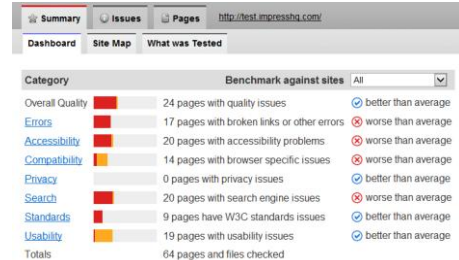 Summary Issues Pages http://test.impresshq.com/
Dashboard Site Map What was Tested
Category Benchmark against sites All
Overall Quality 24 pages with quality issues better than average
Errors 17 pages with broken links or other errors worse than average
Accessibility 20 pages with accessibility problems worse than average
Compatibility 14 pages with browser specific issues worse than average
Privacy 0 pages with privacy issues better than average
Search 20 pages with search engine issues worse than average
Standards 9 pages have W3C standards issues better than average
Usability 19 pages with usability issues better than average
Totals 64 pages and files checked